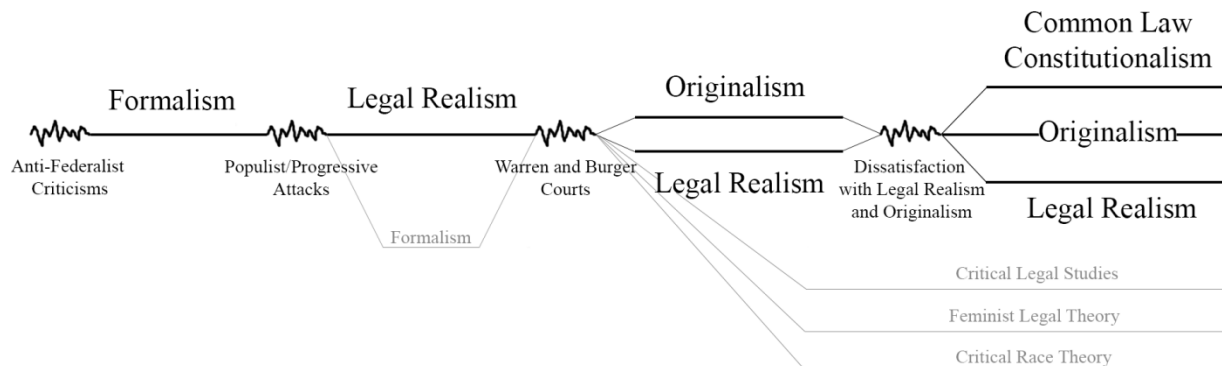 Common Law
Constitutionalism
Formalism
Legal Realism
Originalism
Originalism
Anti-Federalist
Criticisms
Populist/Progressive
Attacks
Warren and Burger
Courts
Legal Realism
Dissatisfaction
with Legal Realism
and Originalism
Legal Realism
Formalism
Critical Legal Studies
Feminist Legal Theory
Critical Race Theory